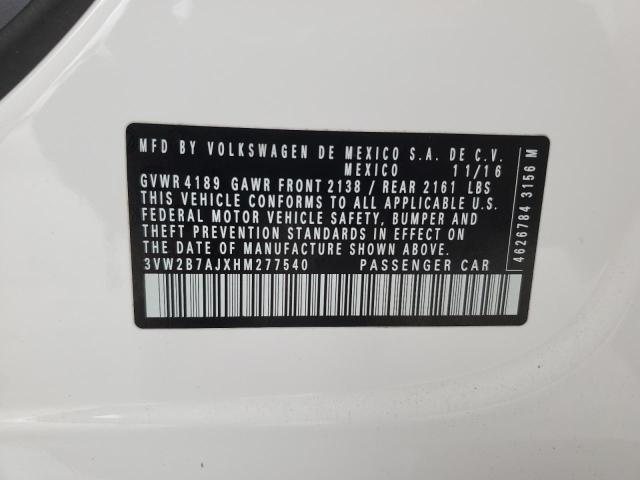 MFD BY VOLKSWAGEN DE MEXICO S.A. DE C.V.
MEXICO 11/16
GVWR 4189 GAWR FRONT 2138 / REAR 2161 LBS
THIS VEHICLE CONFORMS TO ALL APPLICABLE U.S.
FEDERAL MOTOR VEHICLE SAFETY, BUMPER AND
THEFT PREVENTION STANDARDS IN EFFECT ON
THE DATE OF MANUFACTURE SHOWN ABOVE.
3VW2B7AJXHM277540 PASSENGER CAR
4626784 3156 M